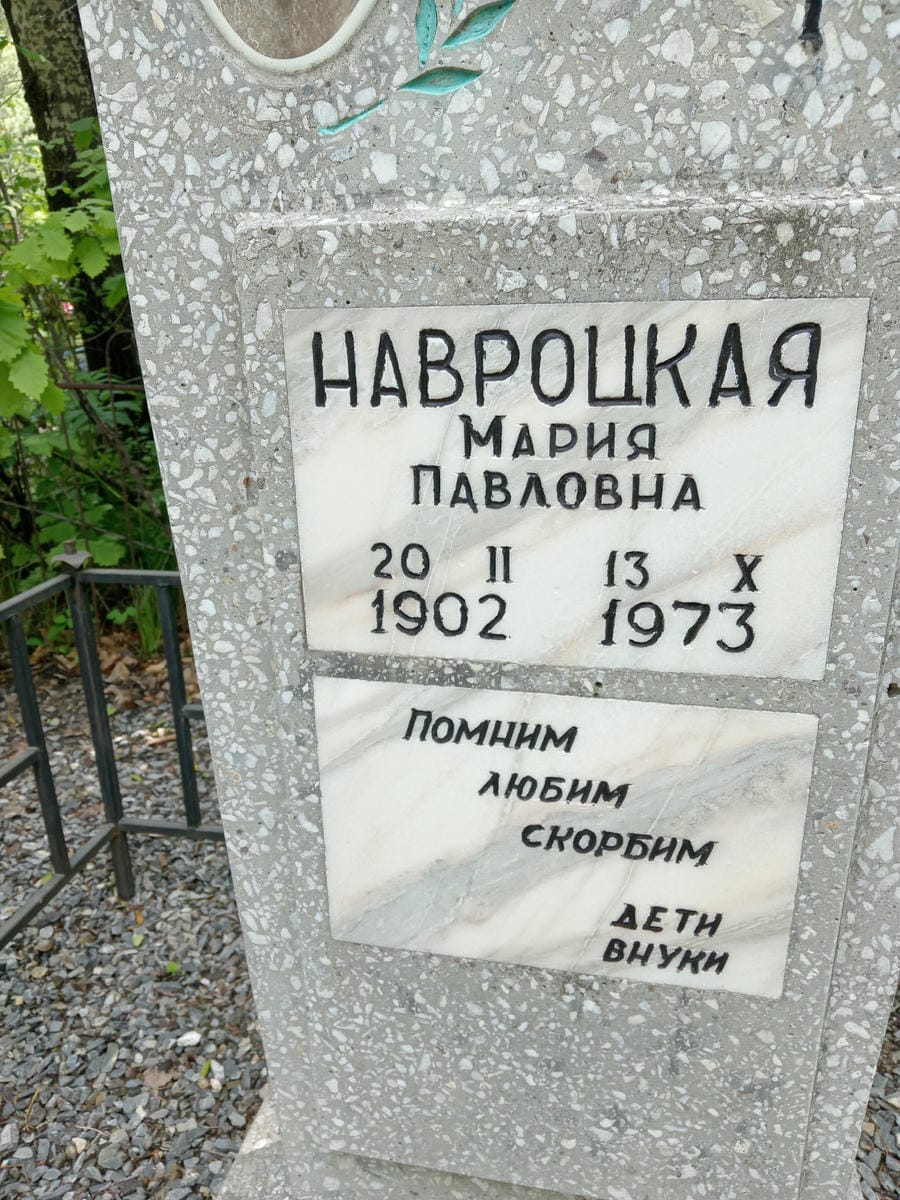 НАВРОЦКАЯ
МАРИЯ
ПАВЛОВНА
20 II 13 X
1902 1973
ПОМНИМ
ЛЮБИМ
СКОРБИМ
ДЕТИ
ВНУКИ